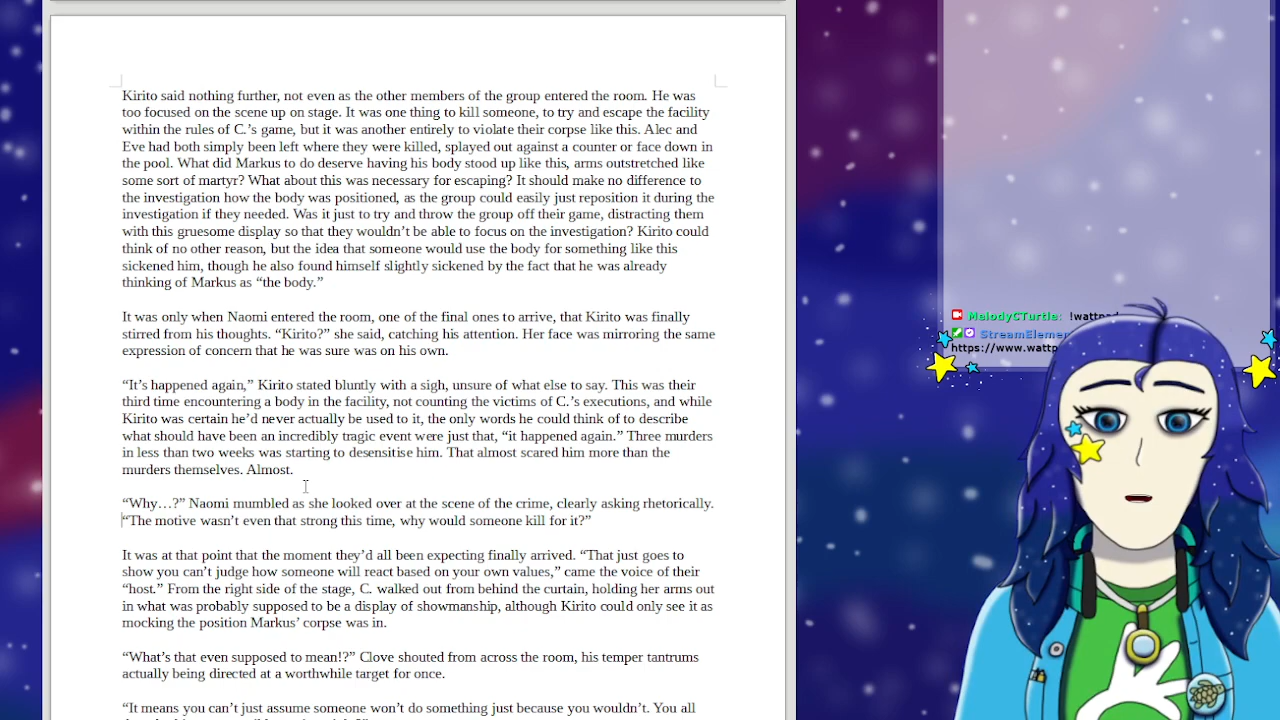 Kirito said nothing further, not even as the other members of the group entered the room. He was
too focused on the scene up on stage. It was one thing to kill someone, to try and escape the facility
within the rules of C.’s game, but it was another entirely to violate their corpse like this. Alec and
Eve had both simply been left where they were killed, splayed out against a counter or face down in
the pool. What did Markus to do deserve having his body stood up like this, arms outstretched like
some sort of martyr? What about this was necessary for escaping? It should make no difference to
the investigation how the body was positioned, as the group could easily just reposition it during the
investigation if they needed. Was it just to try and throw the group off their game, distracting them
with this gruesome display so that they wouldn’t be able to focus on the investigation? Kirito could
think of no other reason, but the idea that someone would use the body for something like this
sickened him, though he also found himself slightly sickened by the fact that he was already
thinking of Markus as “the body.”
It was only when Naomi entered the room, one of the final ones to arrive, that Kirito was finally
stirred from his thoughts. “Kirito?” she said, catching his attention. Her face was mirroring the same
expression of concern that he was sure was on his own.
“It’s happened again,” Kirito stated bluntly with a sigh, unsure of what else to say. This was their
third time encountering a body in the facility, not counting the victims of C.’s executions, and while
Kirito was certain he’d never actually be used to it, the only words he could think of to describe
what should have been an incredibly tragic event were just that, “it happened again.” Three murders
in less than two weeks was starting to desensitise him. That almost scared him more than the
murders themselves. Almost.
“Why…?” Naomi mumbled as she looked over at the scene of the crime, clearly asking rhetorically.
“The motive wasn’t even that strong this time, why would someone kill for it?”
It was at that point that the moment they’d all been expecting finally arrived. “That just goes to
show you can’t judge how someone will react based on your own values,” came the voice of their
“host.” From the right side of the stage, C. walked out from behind the curtain, holding her arms out
in what was probably supposed to be a display of showmanship, although Kirito could only see it as
mocking the position Markus’ corpse was in.
“What’s that even supposed to mean!?” Clove shouted from across the room, his temper tantrums
actually being directed at a worthwhile target for once.
“It means you can’t just assume someone won’t do something just because you wouldn’t. You all
MelodyCTurtle: !wattpad
StreamElemen
https://www.wattp